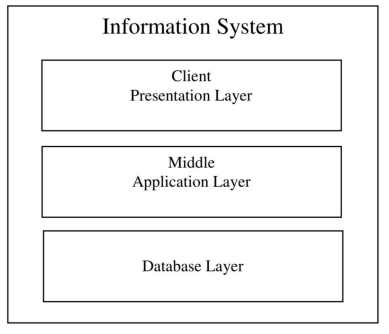 Information System
Client
Presentation Layer
Middle
Application Layer
Database Layer